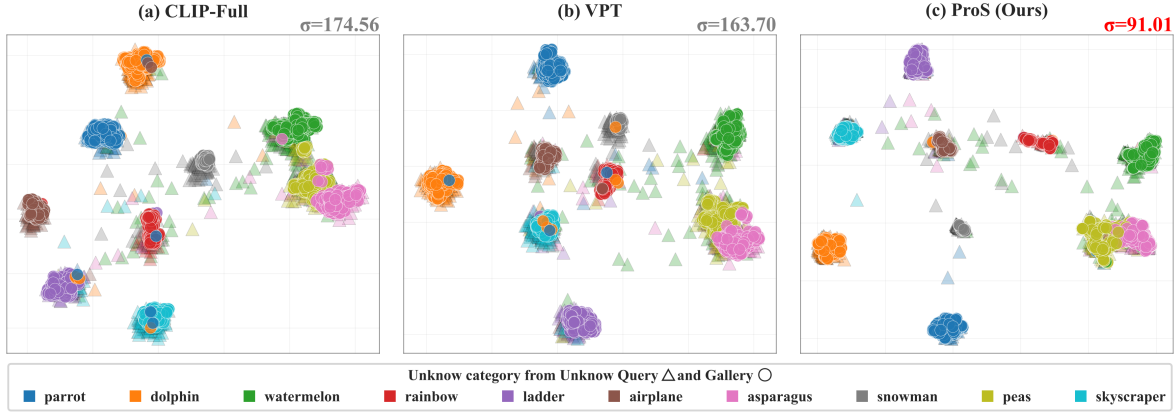 (a) CLIP-Full
σ=174.56
(b) VPT
σ=163.70
(c) ProS (Ours)
σ=91.01
Unknow category from Unknow Query △ and Gallery ○
parrot dolphin watermelon rainbow ladder airplane asparagus snowman peas skyscraper